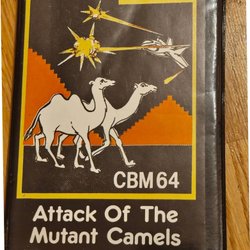 CBM 64
Attack Of The
Mutant Camels